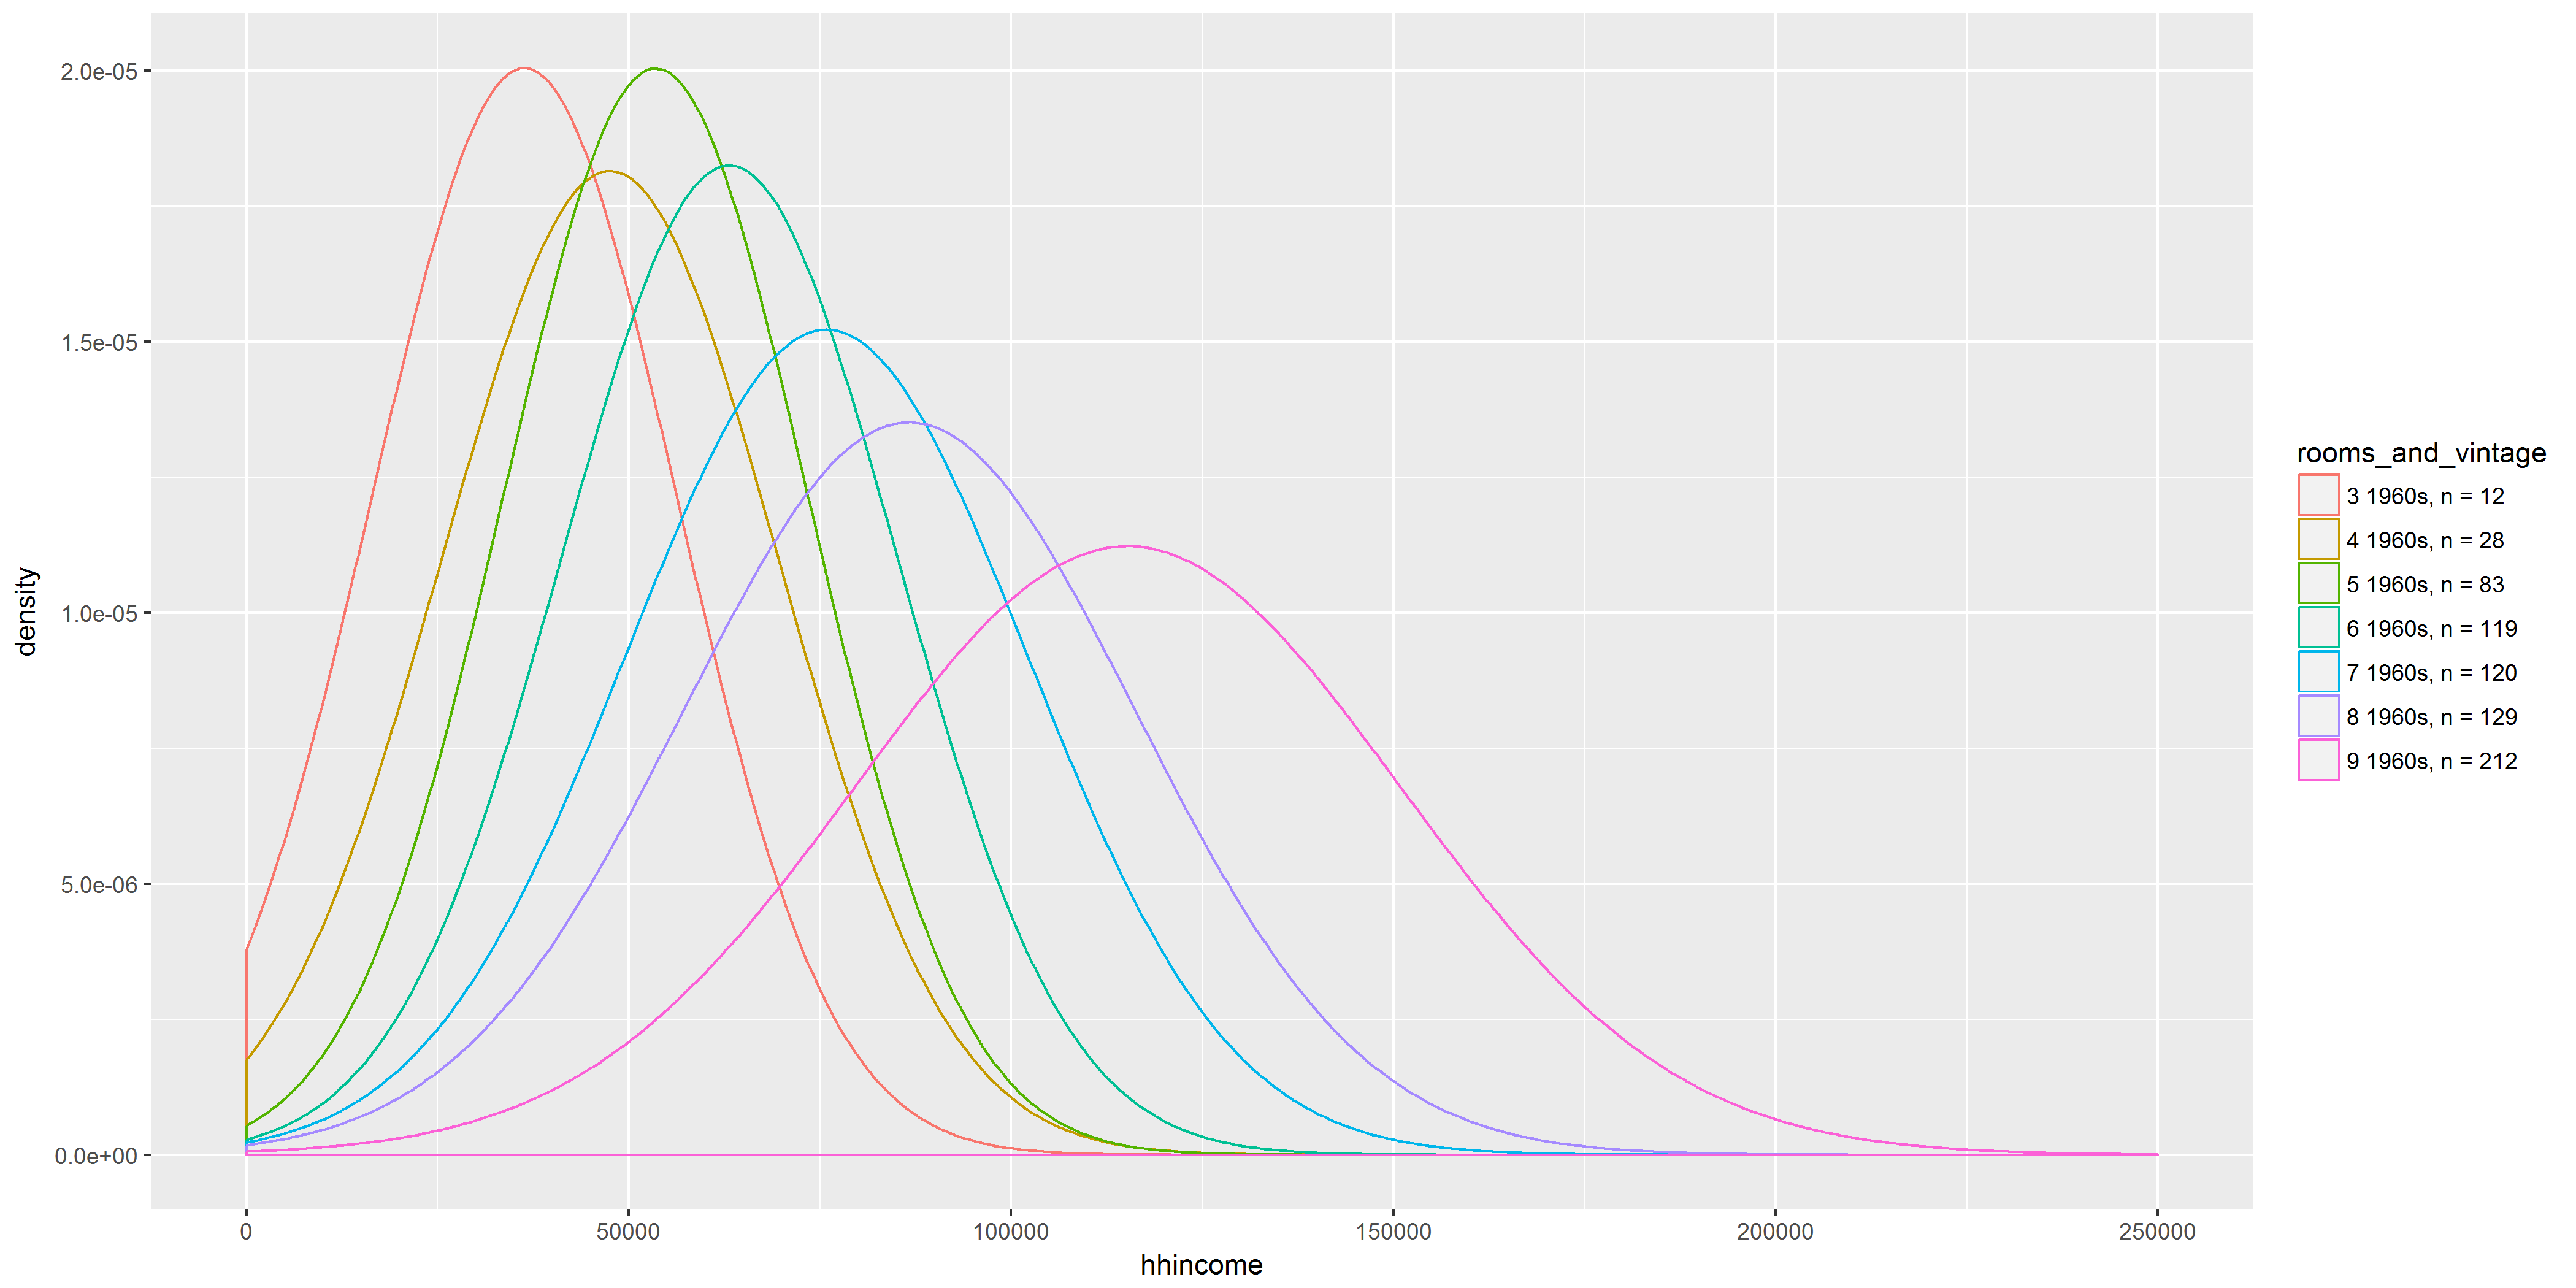 density
2.0e-05
1.5e-05
1.0e-05
5.0e-06
0.0e+00
0 50000 100000 150000 200000 250000
hhincome
rooms_and_vintage
3 1960s, n = 12
4 1960s, n = 28
5 1960s, n = 83
6 1960s, n = 119
7 1960s, n = 120
8 1960s, n = 129
9 1960s, n = 212